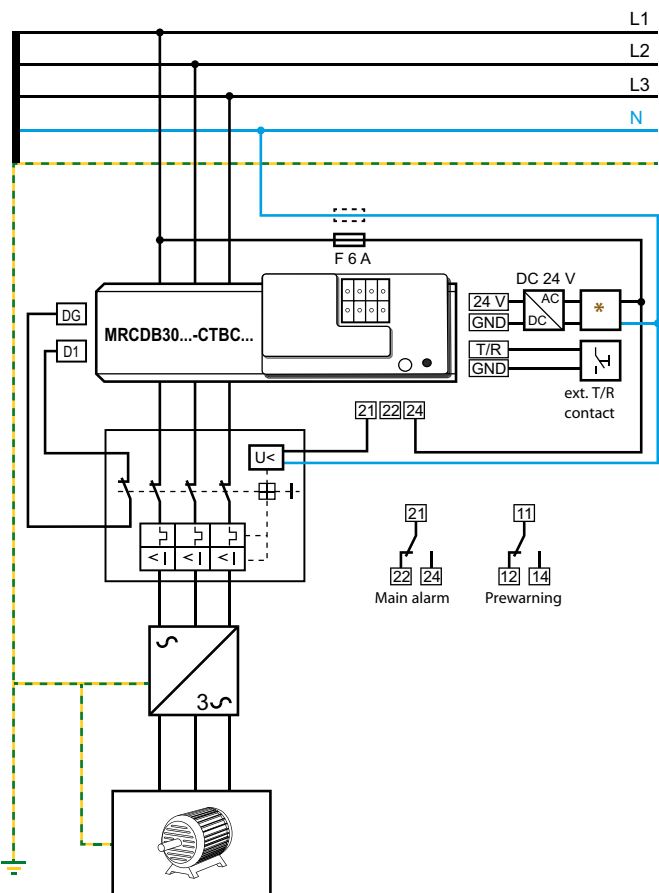 L1
L2
L3
N
F 6 A
DC 24 V
24 V
AC
*
GND
DC
DG
MRCDB30...-CTBC...
D1
T/R
GND
ext. T/R
contact
21 22 24
U<
21
11
22 24
12 14
Main alarm
Prewarning
<I <I <I
3